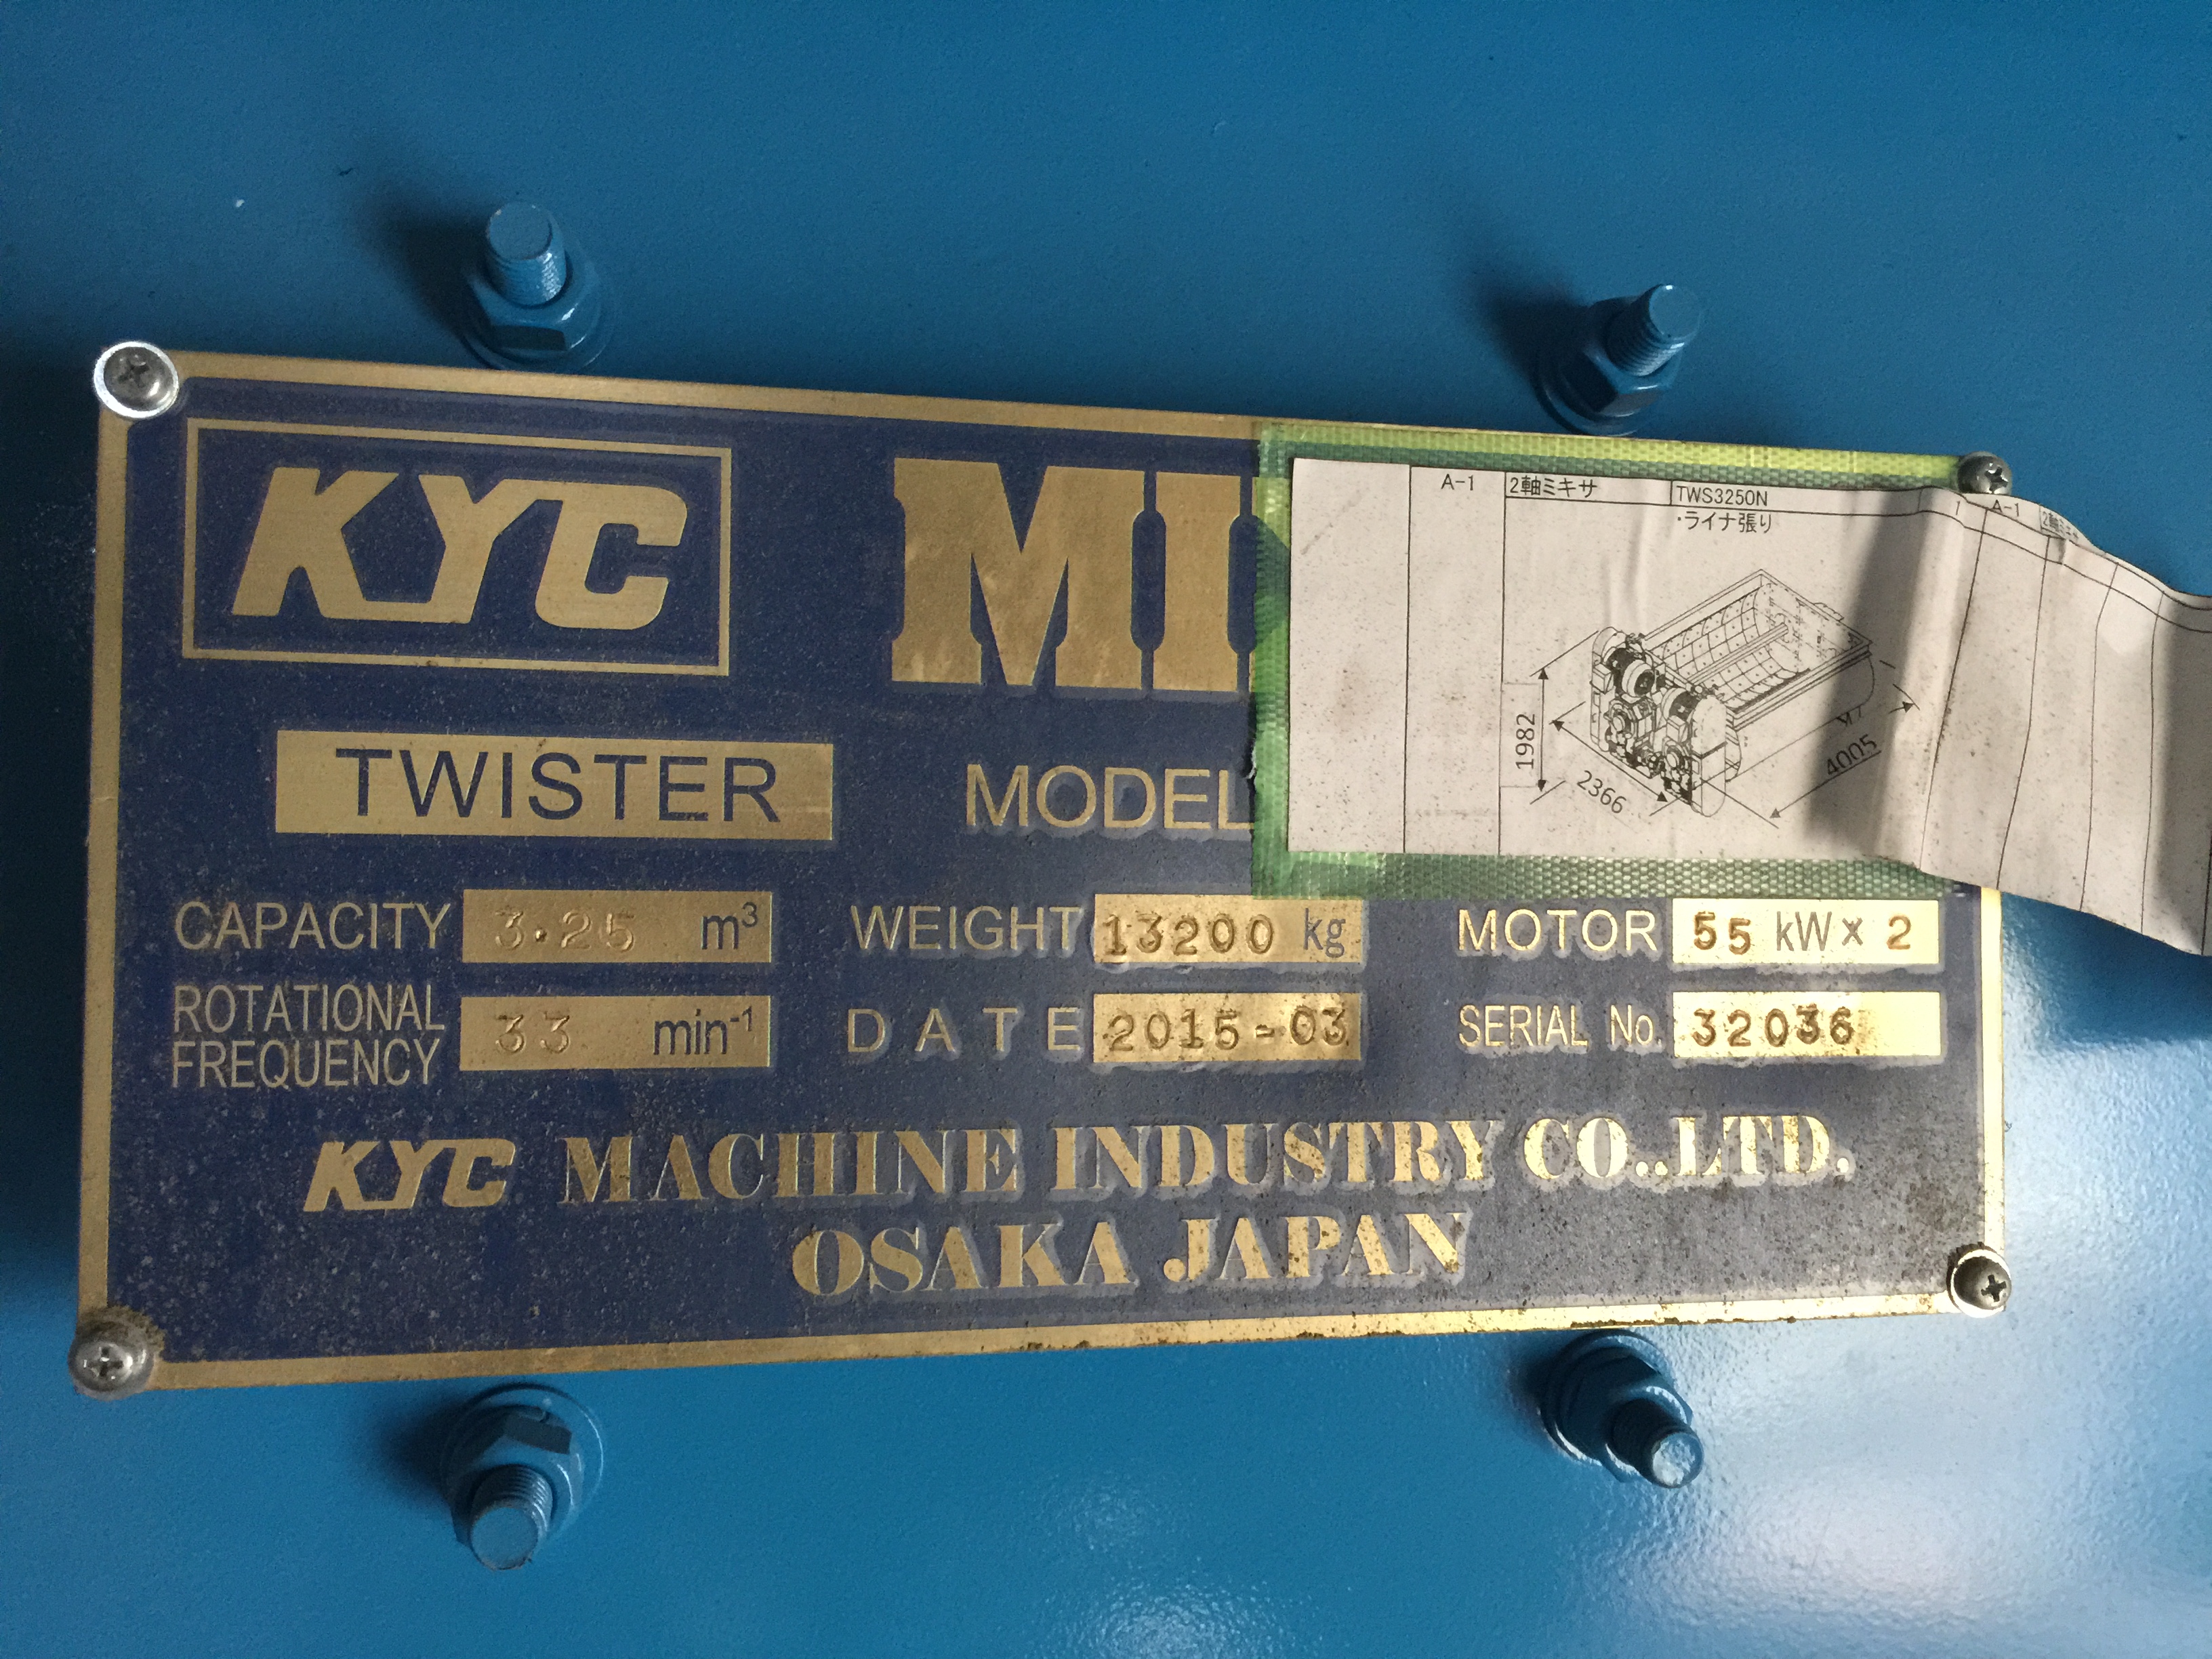 KYC
TWISTER
MODEL
A-1 2軸ミキサ TWS3250N 1 A-1
・ライナ張り
1982
2366
4005
CAPACITY 3.25 m³ WEIGHT 13200 kg MOTOR 55 kW × 2
ROTATIONAL FREQUENCY 33 min⁻¹ DATE 2015-03 SERIAL No. 32036
KYC MACHINE INDUSTRY CO.,LTD.
OSAKA JAPAN